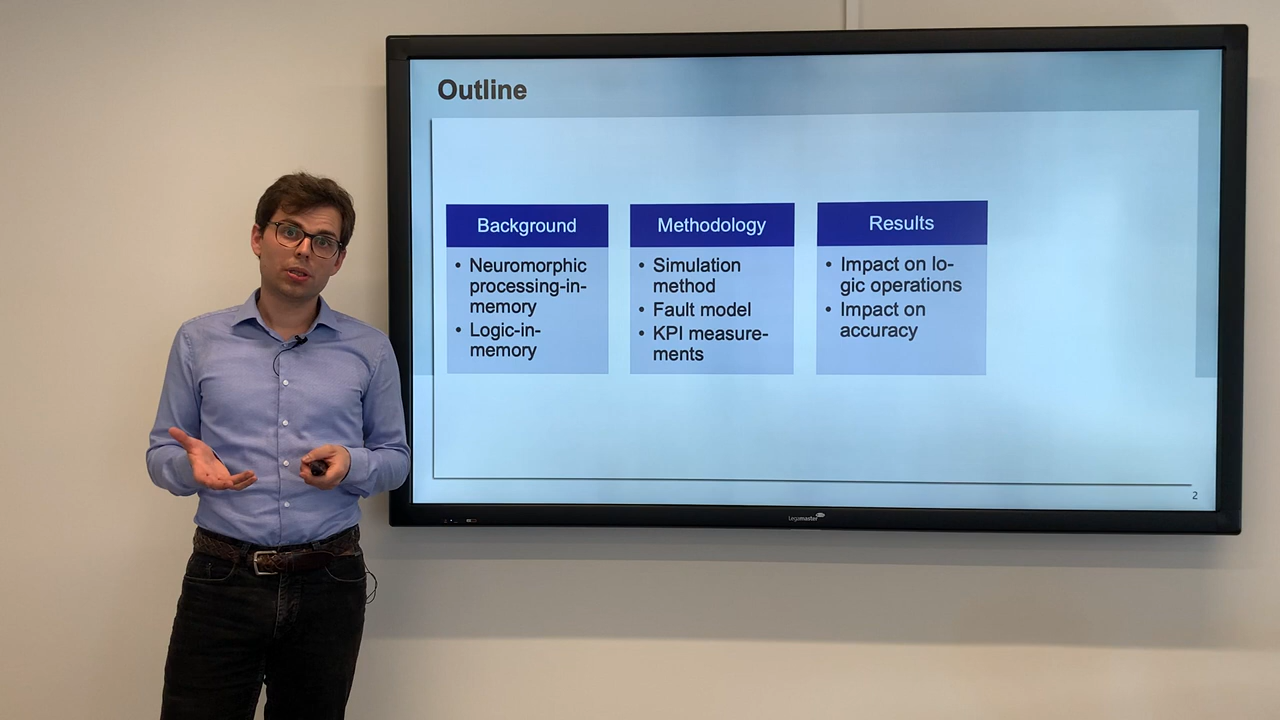 Outline
Background
• Neuromorphic
processing-in-
memory
• Logic-in-
memory
Methodology
• Simulation
method
• Fault model
• KPI measure-
ments
Results
• Impact on lo-
gic operations
• Impact on
accuracy
2
Legamaster